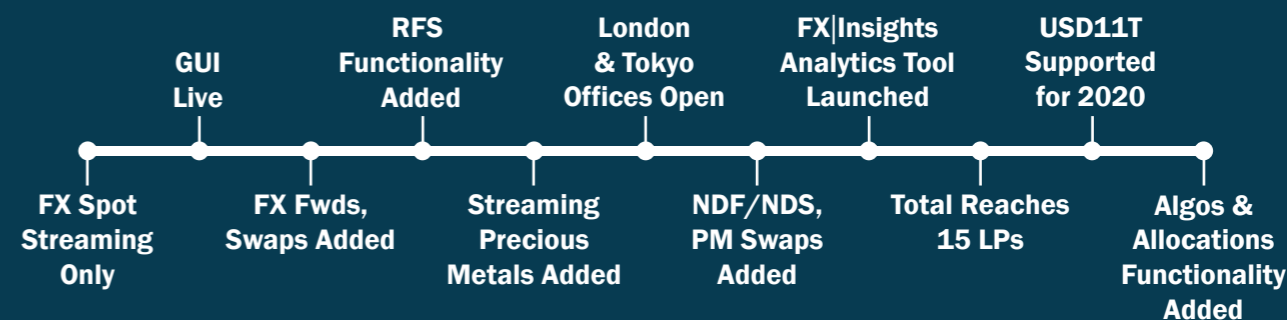 FX Spot
Streaming
Only
GUI
Live
FX Fwds,
Swaps Added
RFS
Functionality
Added
Streaming
Precious
Metals Added
London
& Tokyo
Offices Open
NDF/NDS,
PM Swaps
Added
FX|Insights
Analytics Tool
Launched
Total Reaches
15 LPs
USD11T
Supported
for 2020
Algos &
Allocations
Functionality
Added